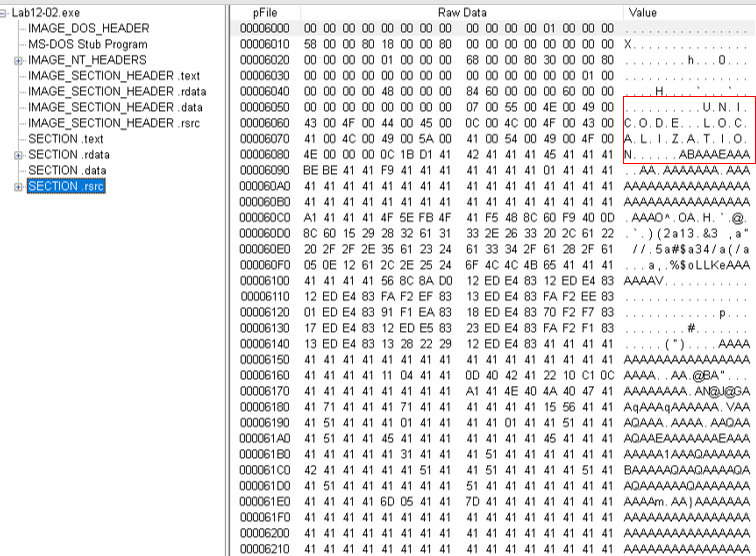 Lab12-02.exe
IMAGE_DOS_HEADER
MS-DOS Stub Program
IMAGE_NT_HEADERS
IMAGE_SECTION_HEADER .text
IMAGE_SECTION_HEADER .rdata
IMAGE_SECTION_HEADER .data
IMAGE_SECTION_HEADER .rsrc
SECTION .text
SECTION .rdata
SECTION .data
SECTION .rsrc
pFile Raw Data Value
00006000 00 00 00 00 00 00 00 00 00 00 00 00 01 00 00 00 ................
00006010 58 00 00 80 18 00 00 80 00 00 00 00 00 00 00 00 X...............
00006020 00 00 00 00 01 00 00 00 68 00 00 80 30 00 00 80 ........h...0...
00006030 00 00 00 00 00 00 00 00 00 00 00 00 00 00 01 00 ................
00006040 00 00 00 00 48 00 00 00 84 60 00 00 00 60 00 00 ....H....`...`..
00006050 00 00 00 00 00 00 00 00 07 00 55 00 4E 00 49 00 ..........U.N.I.
00006060 43 00 4F 00 44 00 45 00 0C 00 4C 00 4F 00 43 00 C.O.D.E...L.O.C.
00006070 41 00 4C 00 49 00 5A 00 41 00 54 00 49 00 4F 00 A.L.I.Z.A.T.I.O.
00006080 4E 00 00 00 0C 1B D1 41 42 41 41 41 45 41 41 41 N......ABAAAEAAA
00006090 BE BE 41 41 F9 41 41 41 41 41 41 41 01 41 41 41 ..AA.AAAAAAA.AAA
000060A0 41 41 41 41 41 41 41 41 41 41 41 41 41 41 41 41 AAAAAAAAAAAAAAAA
000060B0 41 41 41 41 41 41 41 41 41 41 41 41 41 41 41 41 AAAAAAAAAAAAAAAA
000060C0 A1 41 41 41 4F 5E FB 4F 41 F5 48 8C 60 F9 40 0D .AAAO^.OA.H.`.@.
000060D0 8C 60 15 29 28 32 61 31 33 2E 26 33 20 2C 61 22 .`.)(2a13.&3 ,a"
000060E0 20 2F 2F 2E 35 61 23 24 61 33 34 2F 61 28 2F 61 //.5a#$a34/a(/a
000060F0 05 0E 12 61 2C 2E 25 24 6F 4C 4C 4B 65 41 41 41 ...a,.%$oLLKeAAA
00006100 41 41 41 41 56 8C 8A D0 12 ED E4 83 12 ED E4 83 AAAAV...........
00006110 12 ED E4 83 FA F2 EF 83 13 ED E4 83 FA F2 EE 83 ................
00006120 01 ED E4 83 91 F1 EA 83 18 ED E4 83 70 F2 F7 83 ............p...
00006130 17 ED E4 83 12 ED E5 83 23 ED E4 83 FA F2 F1 83 ........#.......
00006140 13 ED E4 83 13 28 22 29 12 ED E4 83 41 41 41 41 .....(")....AAAA
00006150 41 41 41 41 41 41 41 41 41 41 41 41 41 41 41 41 AAAAAAAAAAAAAAAA
00006160 41 41 41 41 11 04 41 41 0D 40 42 41 22 10 C1 0C AAAA..AA.@BA"...
00006170 41 41 41 41 41 41 41 41 A1 41 4E 40 4A 40 47 41 AAAAAAAA.AN@J@GA
00006180 41 71 41 41 41 71 41 41 41 41 41 41 15 56 41 41 AqAAAqAAAAAA.VAA
00006190 41 51 41 41 41 01 41 41 41 41 01 41 41 51 41 41 AQAAA.AAAA.AAQAA
000061A0 41 51 41 41 45 41 41 41 41 41 41 41 45 41 41 41 AQAAEAAAAAAAEAAA
000061B0 41 41 41 41 41 31 41 41 41 51 41 41 41 41 41 41 AAAAA1AAAQAAAAAA
000061C0 42 41 41 41 41 41 51 41 41 51 41 41 41 41 51 41 BAAAAAQAAQAAAAQA
000061D0 41 51 41 41 41 41 41 41 51 41 41 41 41 41 41 41 AQAAAAAAQAAAAAAA
000061E0 41 41 41 41 6D 05 41 41 7D 41 41 41 41 41 41 41 AAAAm.AA}AAAAAAA
000061F0 41 41 41 41 41 41 41 41 41 41 41 41 41 41 41 41 AAAAAAAAAAAAAAAA
00006200 41 41 41 41 41 41 41 41 41 41 41 41 41 41 41 41 AAAAAAAAAAAAAAAA
00006210 41 41 41 41 41 41 41 41 41 41 41 41 41 41 41 41 AAAAAAAAAAAAAAAA